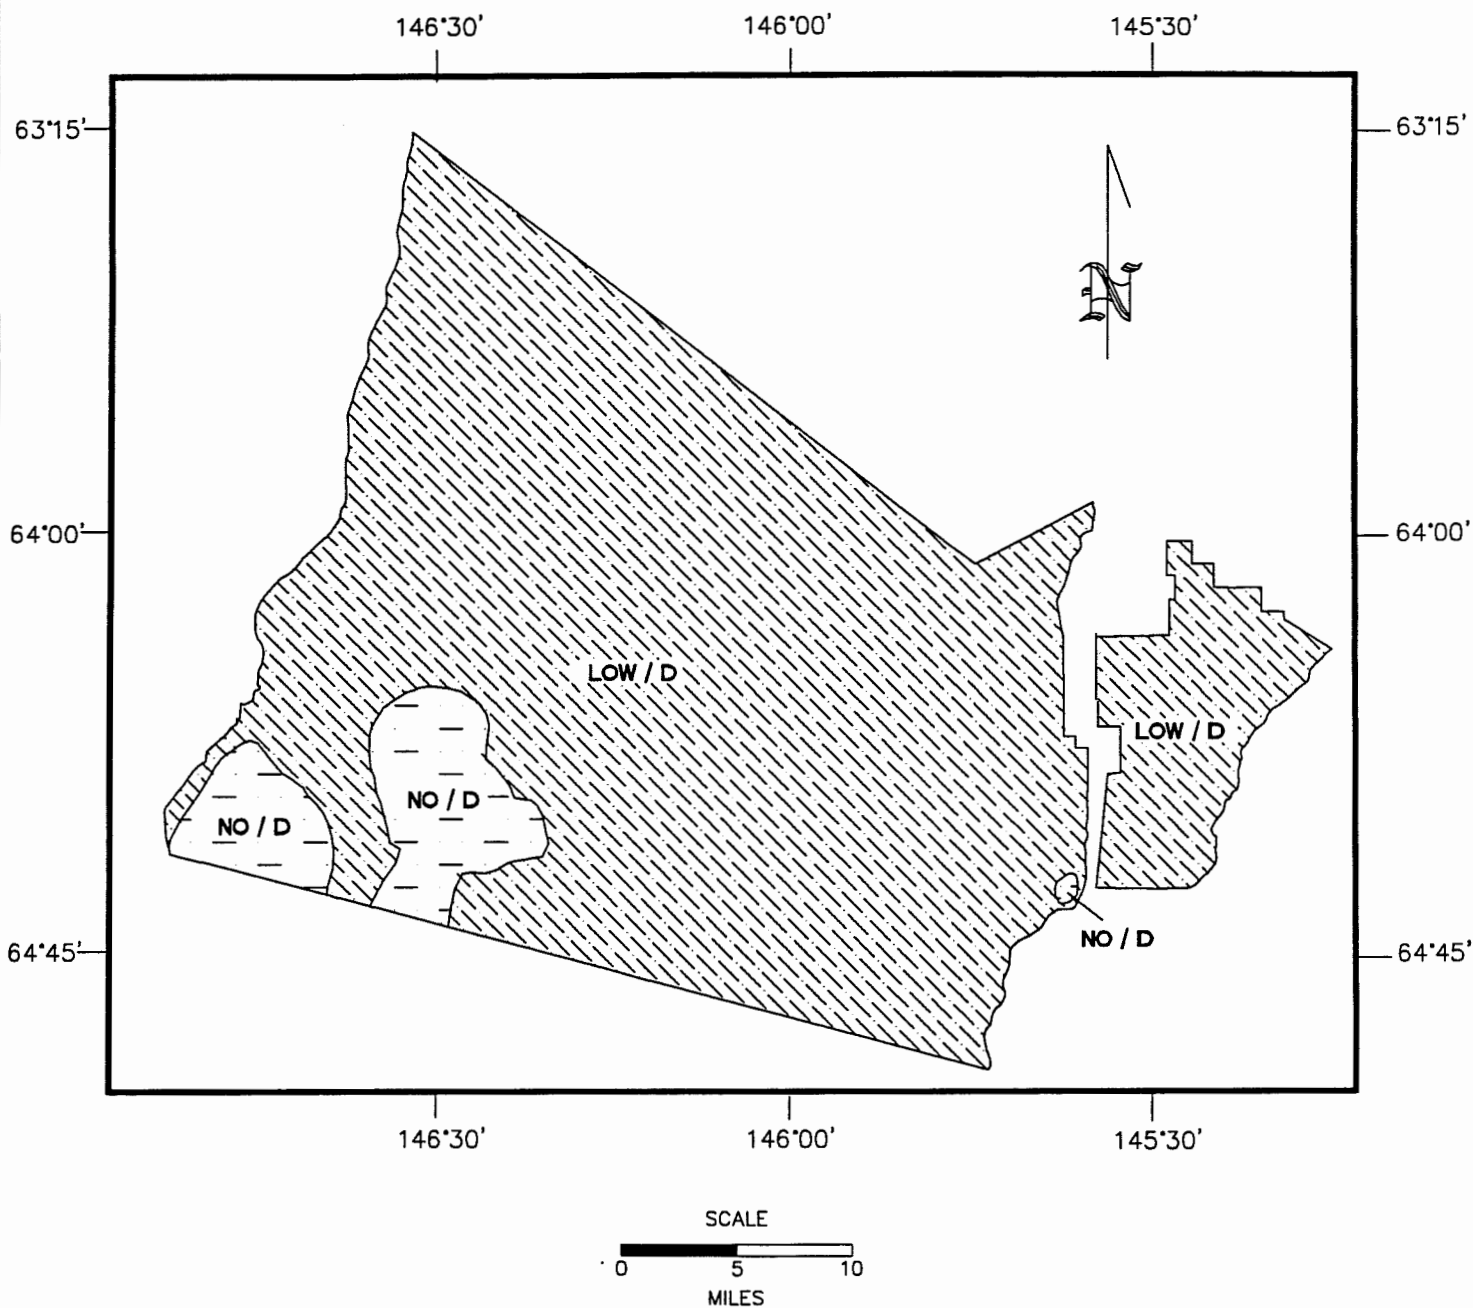 146°30' 146°00' 145°30'
63°15' 63°15'
N
64°00' 64°00'
LOW / D
LOW / D
NO / D
NO / D
NO / D
64°45' 64°45'
146°30' 146°00' 145°30'
SCALE
0 5 10
MILES